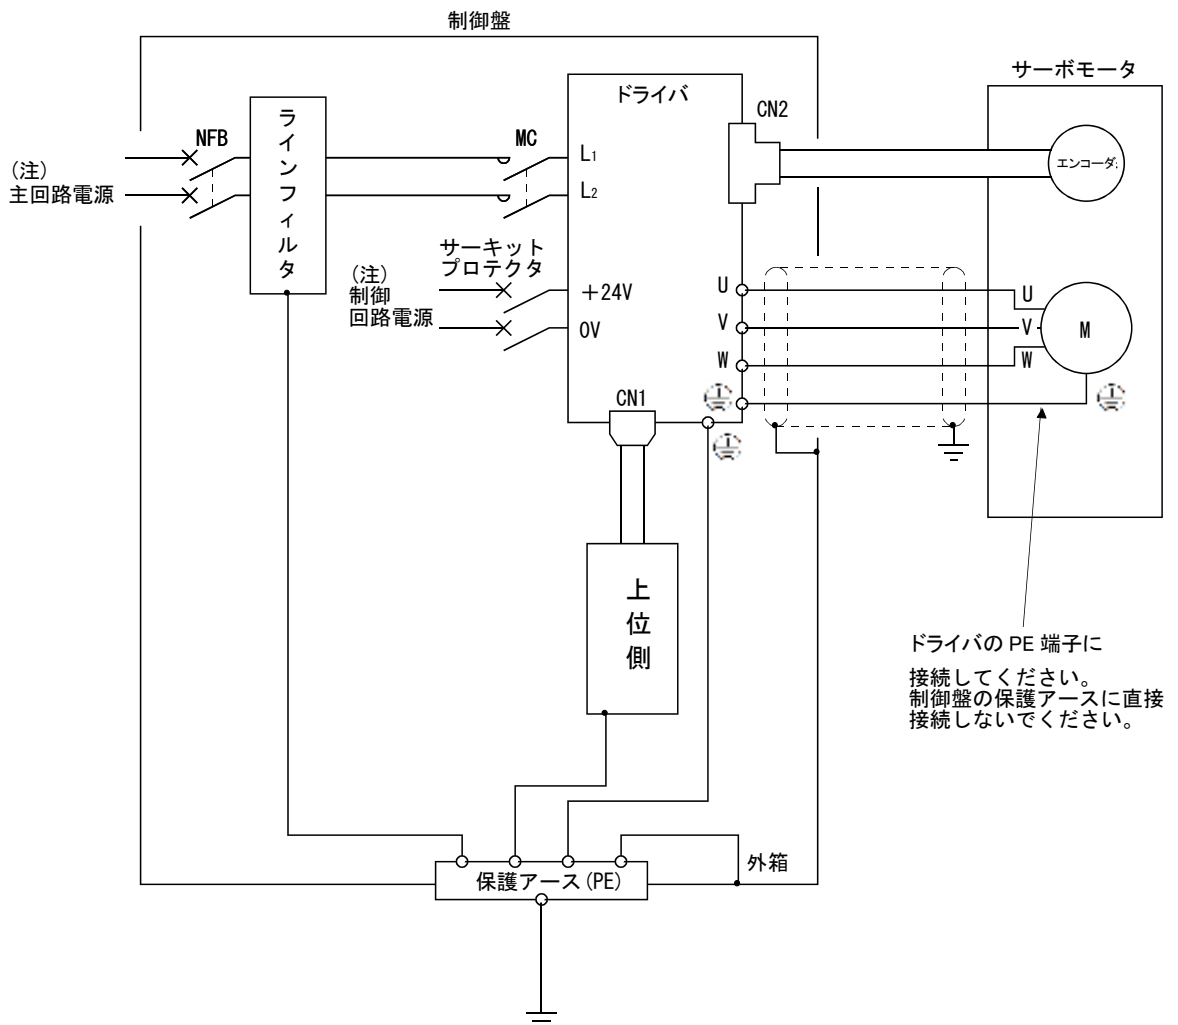 制御盤
サーボモータ
ドライバ
CN2
ラインフィルタ
NFB
MC
L1
エンコーダ
(注)
主回路電源
L2
サーキット
プロテクタ
(注)
制御
回路電源
+24V
0V
U
V
W
U
V
W
M
CN1
上位側
ドライバの PE 端子に
接続してください。
制御盤の保護アースに直接
接続しないでください。
外箱
保護アース(PE)